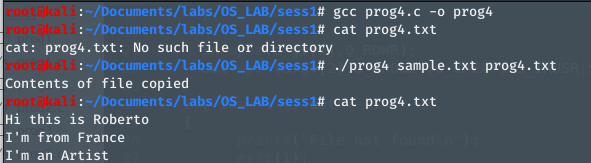 root@kali:~/Documents/labs/OS_LAB/sess1# gcc prog4.c -o prog4
root@kali:~/Documents/labs/OS_LAB/sess1# cat prog4.txt
cat: prog4.txt: No such file or directory
root@kali:~/Documents/labs/OS_LAB/sess1# ./prog4 sample.txt prog4.txt
Contents of file copied
root@kali:~/Documents/labs/OS_LAB/sess1# cat prog4.txt
Hi this is Roberto
I'm from France
I'm an Artist